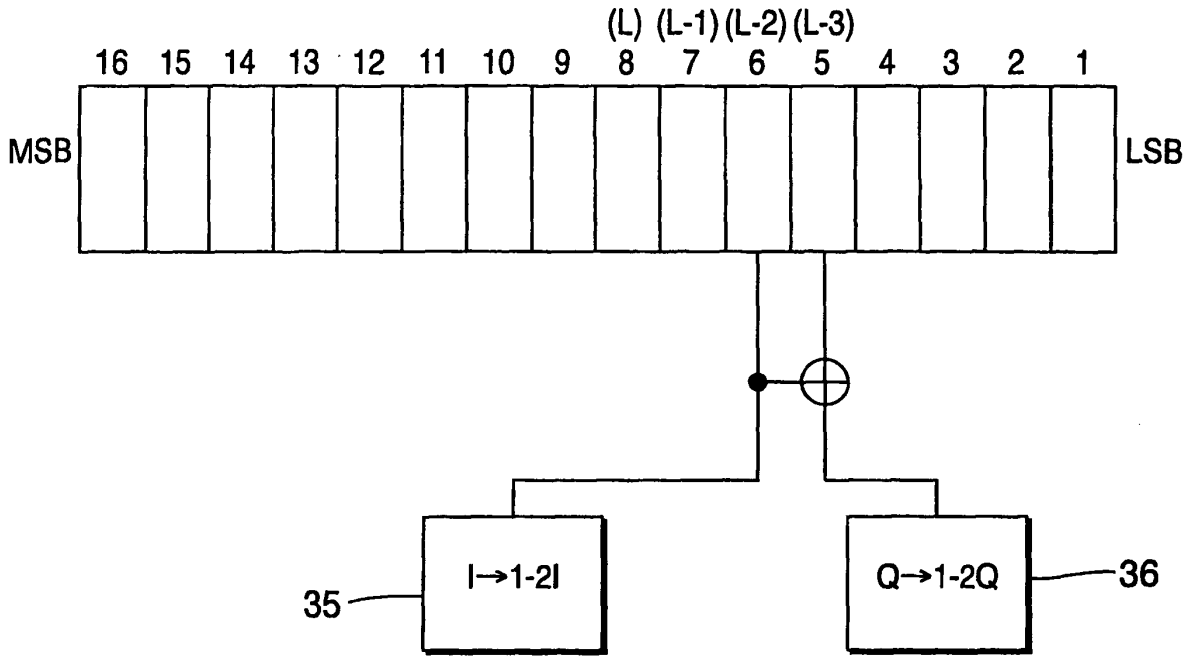 (L) (L-1) (L-2) (L-3)
16 15 14 13 12 11 10 9 8 7 6 5 4 3 2 1
MSB LSB
I→1-2I Q→1-2Q
35 36